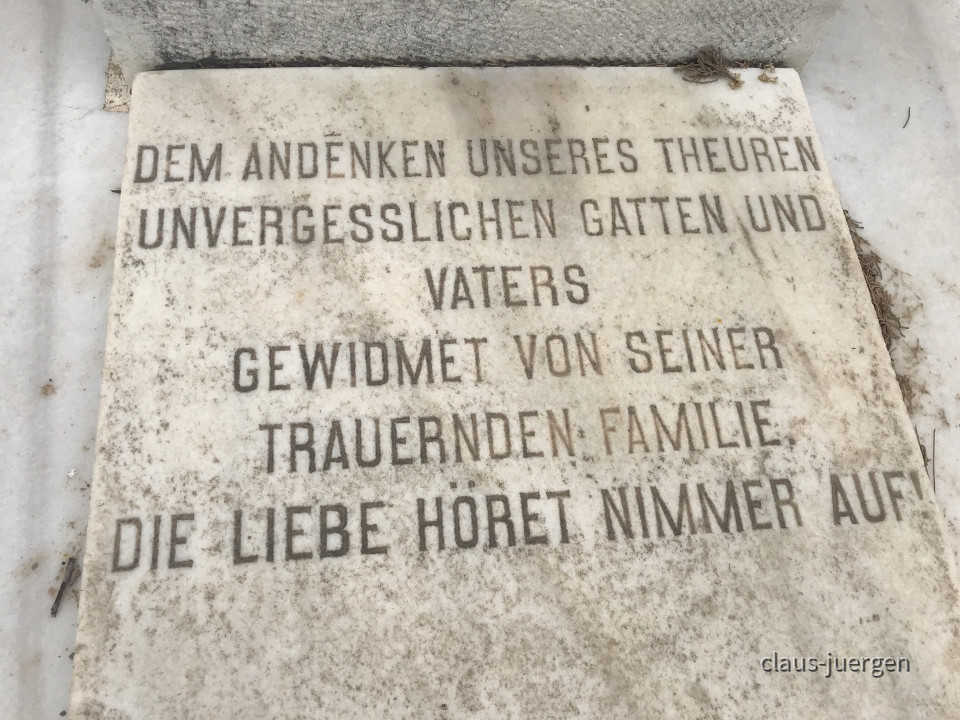 DEM ANDENKEN UNSERES THEUREN
UNVERGESSLICHEN GATTEN UND
VATERS
GEWIDMET VON SEINER
TRAUERNDEN FAMILIE.
DIE LIEBE HÖRET NIMMER AUF!
claus-juergen